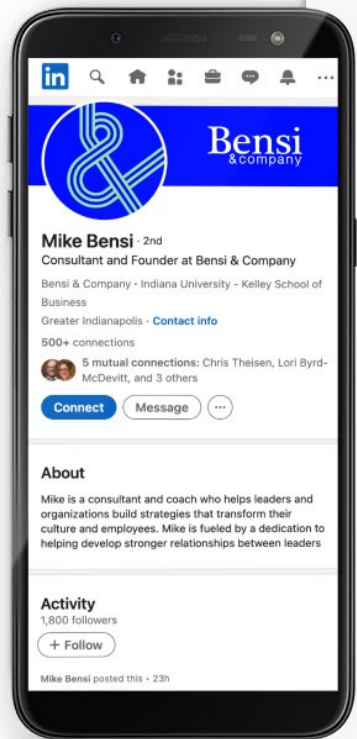 in
Bensi
&company
Mike Bensi · 2nd
Consultant and Founder at Bensi & Company
Bensi & Company • Indiana University - Kelley School of
Business
Greater Indianapolis · Contact info
500+ connections
5 mutual connections: Chris Theisen, Lori Byrd-
McDevitt, and 3 others
Connect Message
About
Mike is a consultant and coach who helps leaders and
organizations build strategies that transform their
culture and employees. Mike is fueled by a dedication to
helping develop stronger relationships between leaders
Activity
1,800 followers
+ Follow
Mike Bensi posted this • 23h